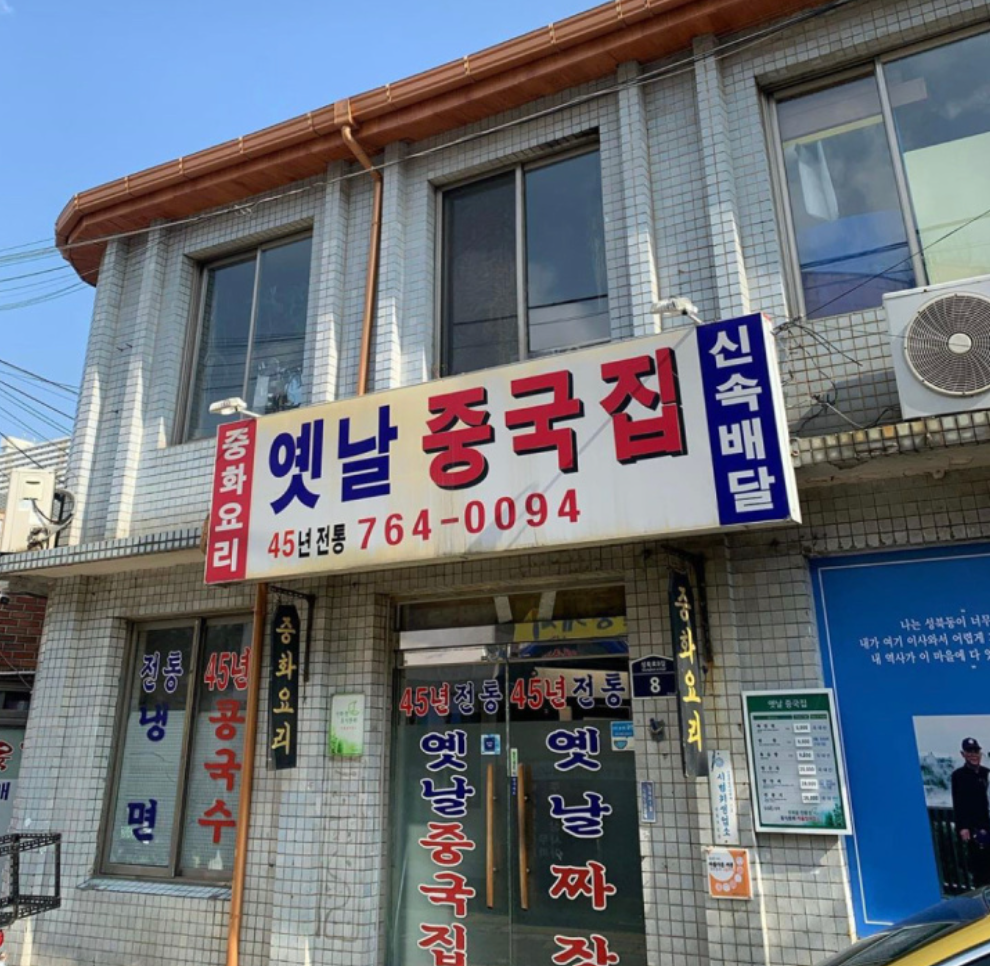 중화요리
옛날 중국집
45년 전통 764-0094
신속배달
전통
냉면
45년
콩국수
중화요리
45년전통
옛날중국집
45년전통
옛날짜장
8
중화요리
옛날 중국집
나는 성북동이 너무
내가 여기 이사와서 어렵게
내 역사가 이 마을에 다 있